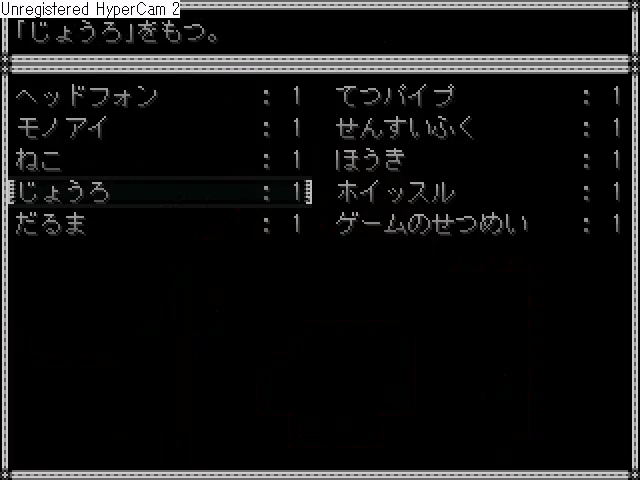 Unregistered HyperCam 2
「じょうろ」をもつ。
ヘッドフォン : 1 てつパイプ : 1
モノアイ : 1 せんすいふく : 1
ねこ : 1 ほうき : 1
じょうろ : 1 ホイッスル : 1
だるま : 1 ゲームのせつめい : 1